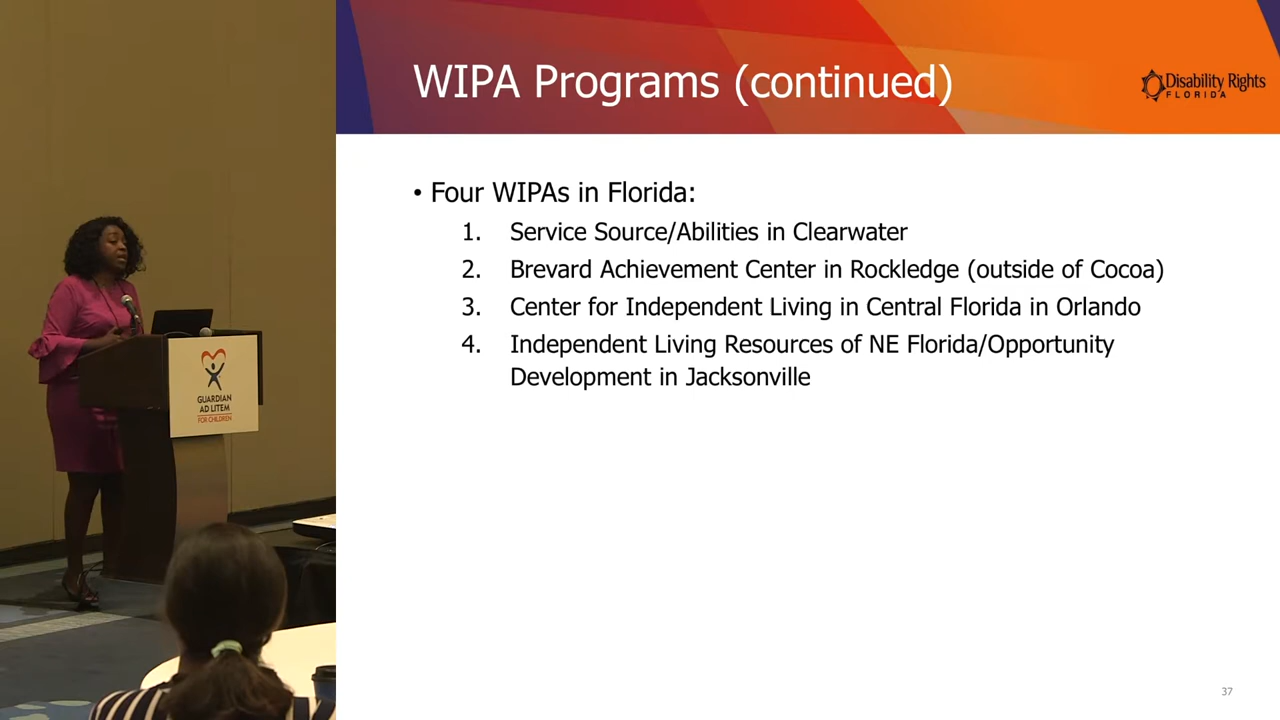 WIPA Programs (continued)
Disability Rights
FLORIDA
• Four WIPAs in Florida:
1. Service Source/Abilities in Clearwater
2. Brevard Achievement Center in Rockledge (outside of Cocoa)
3. Center for Independent Living in Central Florida in Orlando
4. Independent Living Resources of NE Florida/Opportunity
Development in Jacksonville
GUARDIAN
AD LITEM
FOR CHILDREN
37